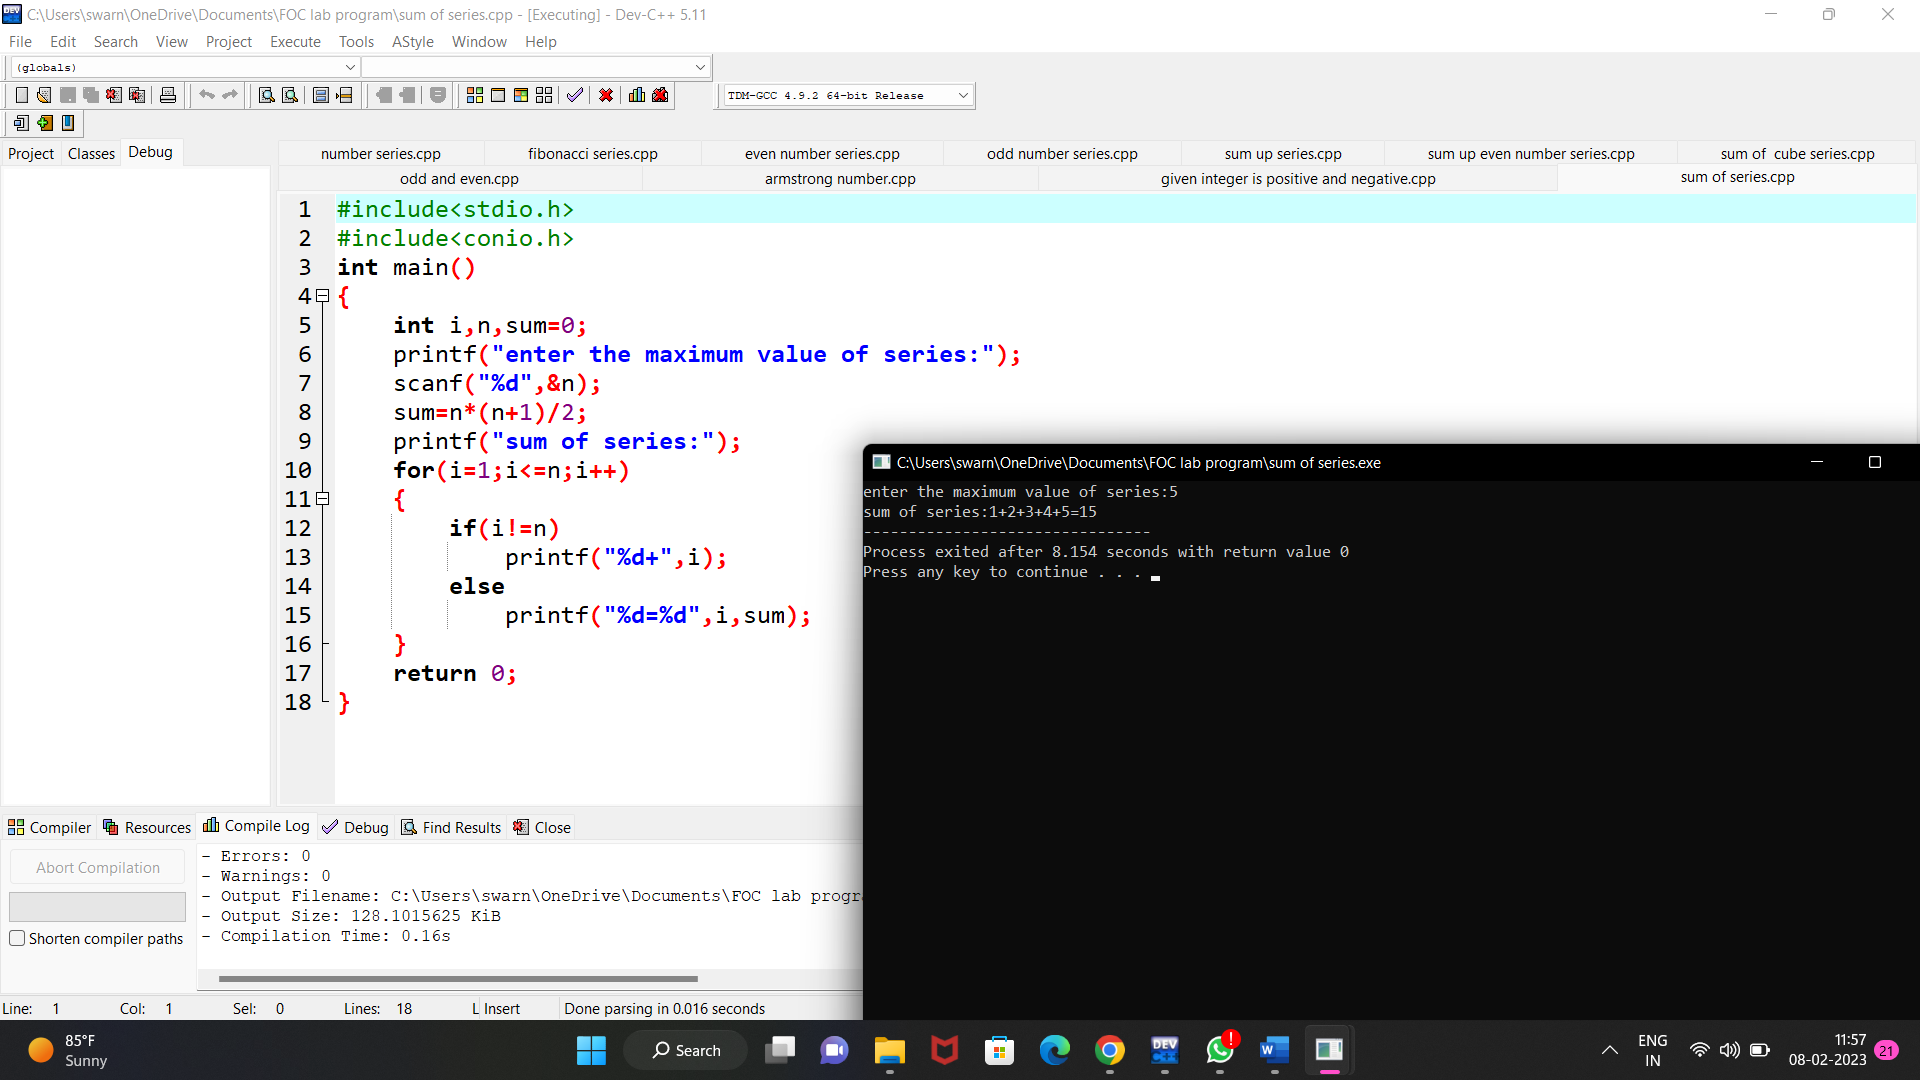 C:\Users\swarn\OneDrive\Documents\FOC lab program\sum of series.cpp - [Executing] - Dev-C++ 5.11
File Edit Search View Project Execute Tools AStyle Window Help
(globals)
TDM-GCC 4.9.2 64-bit Release
Project Classes Debug
number series.cpp fibonacci series.cpp even number series.cpp odd number series.cpp sum up series.cpp sum up even number series.cpp sum of cube series.cpp
odd and even.cpp armstrong number.cpp given integer is positive and negative.cpp sum of series.cpp
1 #include<stdio.h>
2 #include<conio.h>
3 int main()
4 {
5 int i,n,sum=0;
6 printf("enter the maximum value of series:");
7 scanf("%d",&n);
8 sum=n*(n+1)/2;
9 printf("sum of series:");
10 for(i=1;i<=n;i++)
11 {
12 if(i!=n)
13 printf("%d+",i);
14 else
15 printf("%d=%d",i,sum);
16 }
17 return 0;
18 }
C:\Users\swarn\OneDrive\Documents\FOC lab program\sum of series.exe
enter the maximum value of series:5
sum of series:1+2+3+4+5=15
--------------------------------
Process exited after 8.154 seconds with return value 0
Press any key to continue . . .
Compiler Resources Compile Log Debug Find Results Close
Abort Compilation
Shorten compiler paths
- Errors: 0
- Warnings: 0
- Output Filename: C:\Users\swarn\OneDrive\Documents\FOC lab progra
- Output Size: 128.1015625 KiB
- Compilation Time: 0.16s
Line: 1 Col: 1 Sel: 0 Lines: 18 L Insert Done parsing in 0.016 seconds
85°F
Sunny
Search
DEV
C++
W
ENG
IN
11:57
08-02-2023
21